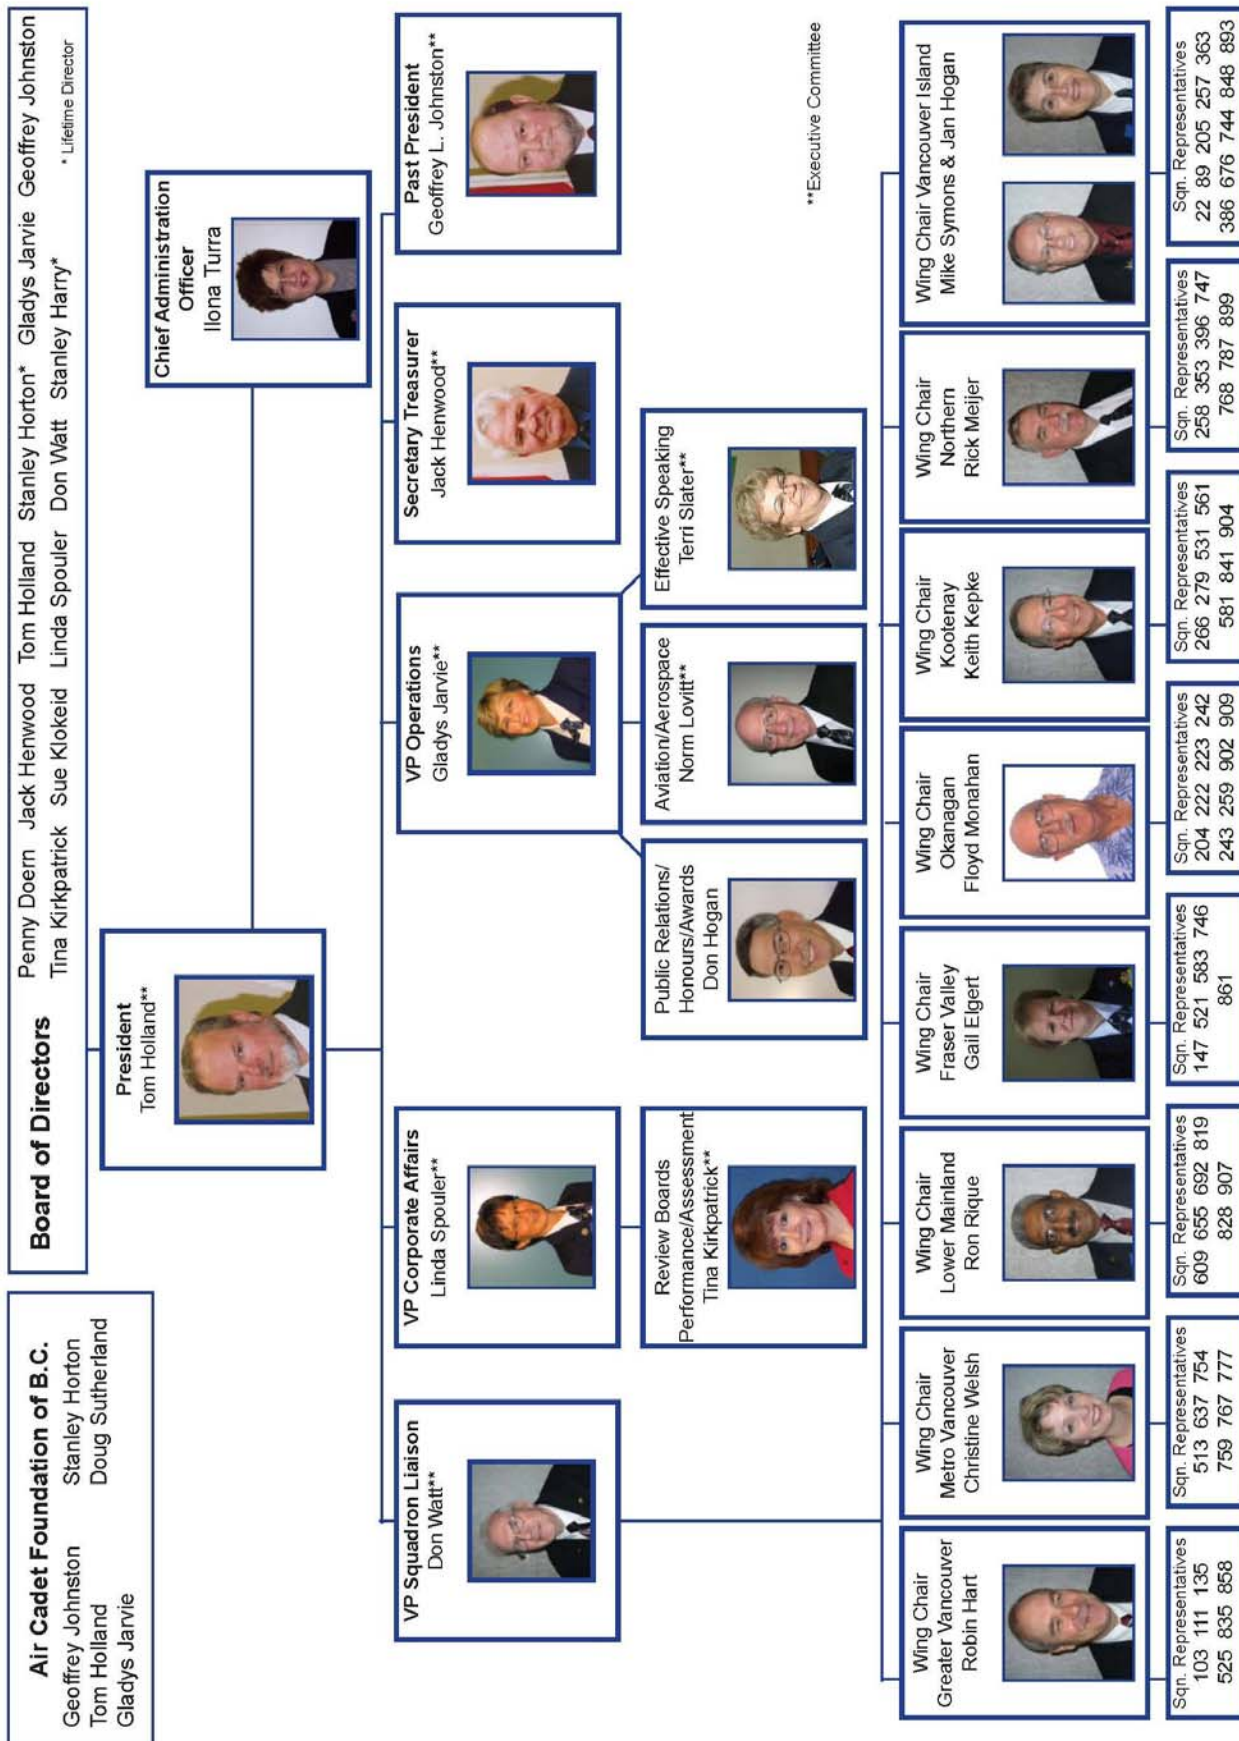 Air Cadet Foundation of B.C.
Geoffrey Johnston Stanley Horton
Tom Holland Doug Sutherland
Gladys Jarvie
Board of Directors
Penny Doern Jack Henwood Tom Holland Stanley Horton* Gladys Jarvie Geoffrey Johnston
Tina Kirkpatrick Sue Klokeid Linda Spouler Don Watt Stanley Harry*
* Lifetime Director
President
Tom Holland**
Chief Administration
Officer
Ilona Turra
VP Squadron Liaison
Don Watt**
VP Corporate Affairs
Linda Spouler**
VP Operations
Gladys Jarvie**
Secretary Treasurer
Jack Henwood**
Past President
Geoffrey L. Johnston**
Review Boards
Performance/Assessment
Tina Kirkpatrick**
Public Relations/
Honours/Awards
Don Hogan
Aviation/Aerospace
Norm Lovitt**
Effective Speaking
Terri Slater**
**Executive Committee
Wing Chair
Greater Vancouver
Robin Hart
Wing Chair
Metro Vancouver
Christine Welsh
Wing Chair
Lower Mainland
Ron Rique
Wing Chair
Fraser Valley
Gail Elgert
Wing Chair
Okanagan
Floyd Monahan
Wing Chair
Kootenay
Keith Kepke
Wing Chair
Northern
Rick Meijer
Wing Chair Vancouver Island
Mike Symons & Jan Hogan
Sqn. Representatives
103 111 135
525 835 858
Sqn. Representatives
513 637 754
759 767 777
Sqn. Representatives
609 655 692 819
828 907
Sqn. Representatives
147 521 583 746
861
Sqn. Representatives
204 222 223 242
243 259 902 909
Sqn. Representatives
266 279 531 561
581 841 904
Sqn. Representatives
258 353 396 747
768 787 899
Sqn. Representatives
22 89 205 257 363
386 676 744 848 893